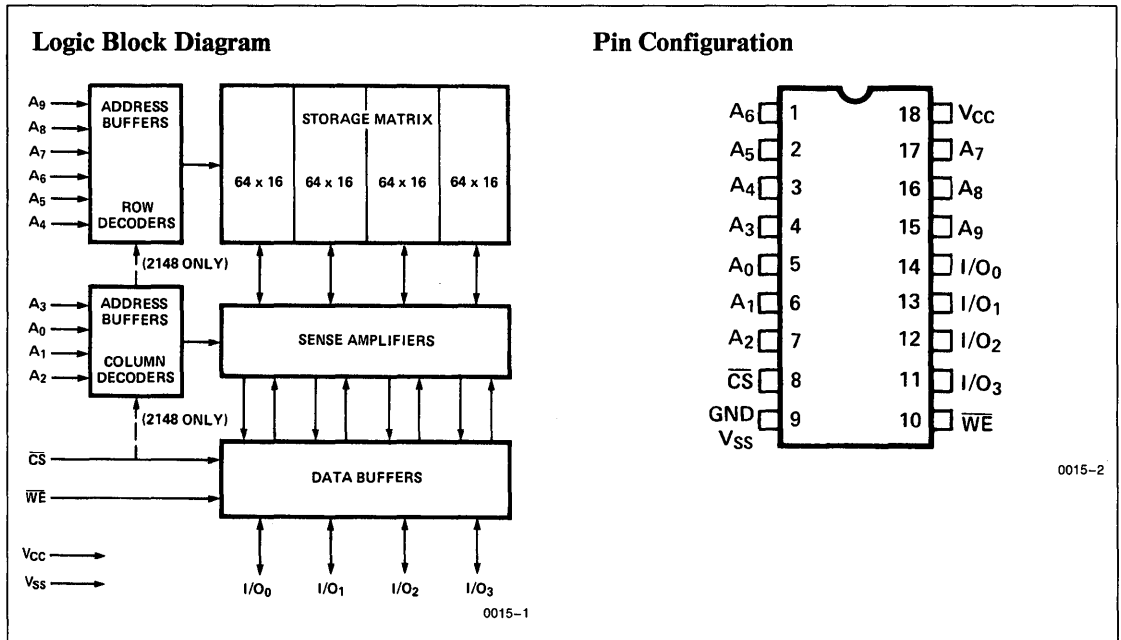 Logic Block Diagram
A9
A8
A7
A6
A5
A4
ADDRESS
BUFFERS
ROW
DECODERS
STORAGE MATRIX
64 x 16
64 x 16
64 x 16
64 x 16
(2148 ONLY)
A3
A0
A1
A2
ADDRESS
BUFFERS
COLUMN
DECODERS
SENSE AMPLIFIERS
(2148 ONLY)
C̅S̅
W̅E̅
DATA BUFFERS
VCC
VSS
I/O0
I/O1
I/O2
I/O3
0015-1
Pin Configuration
A6 1 18 VCC
A5 2 17 A7
A4 3 16 A8
A3 4 15 A9
A0 5 14 I/O0
A1 6 13 I/O1
A2 7 12 I/O2
C̅S̅ 8 11 I/O3
GND 9 10 W̅E̅
VSS
0015-2